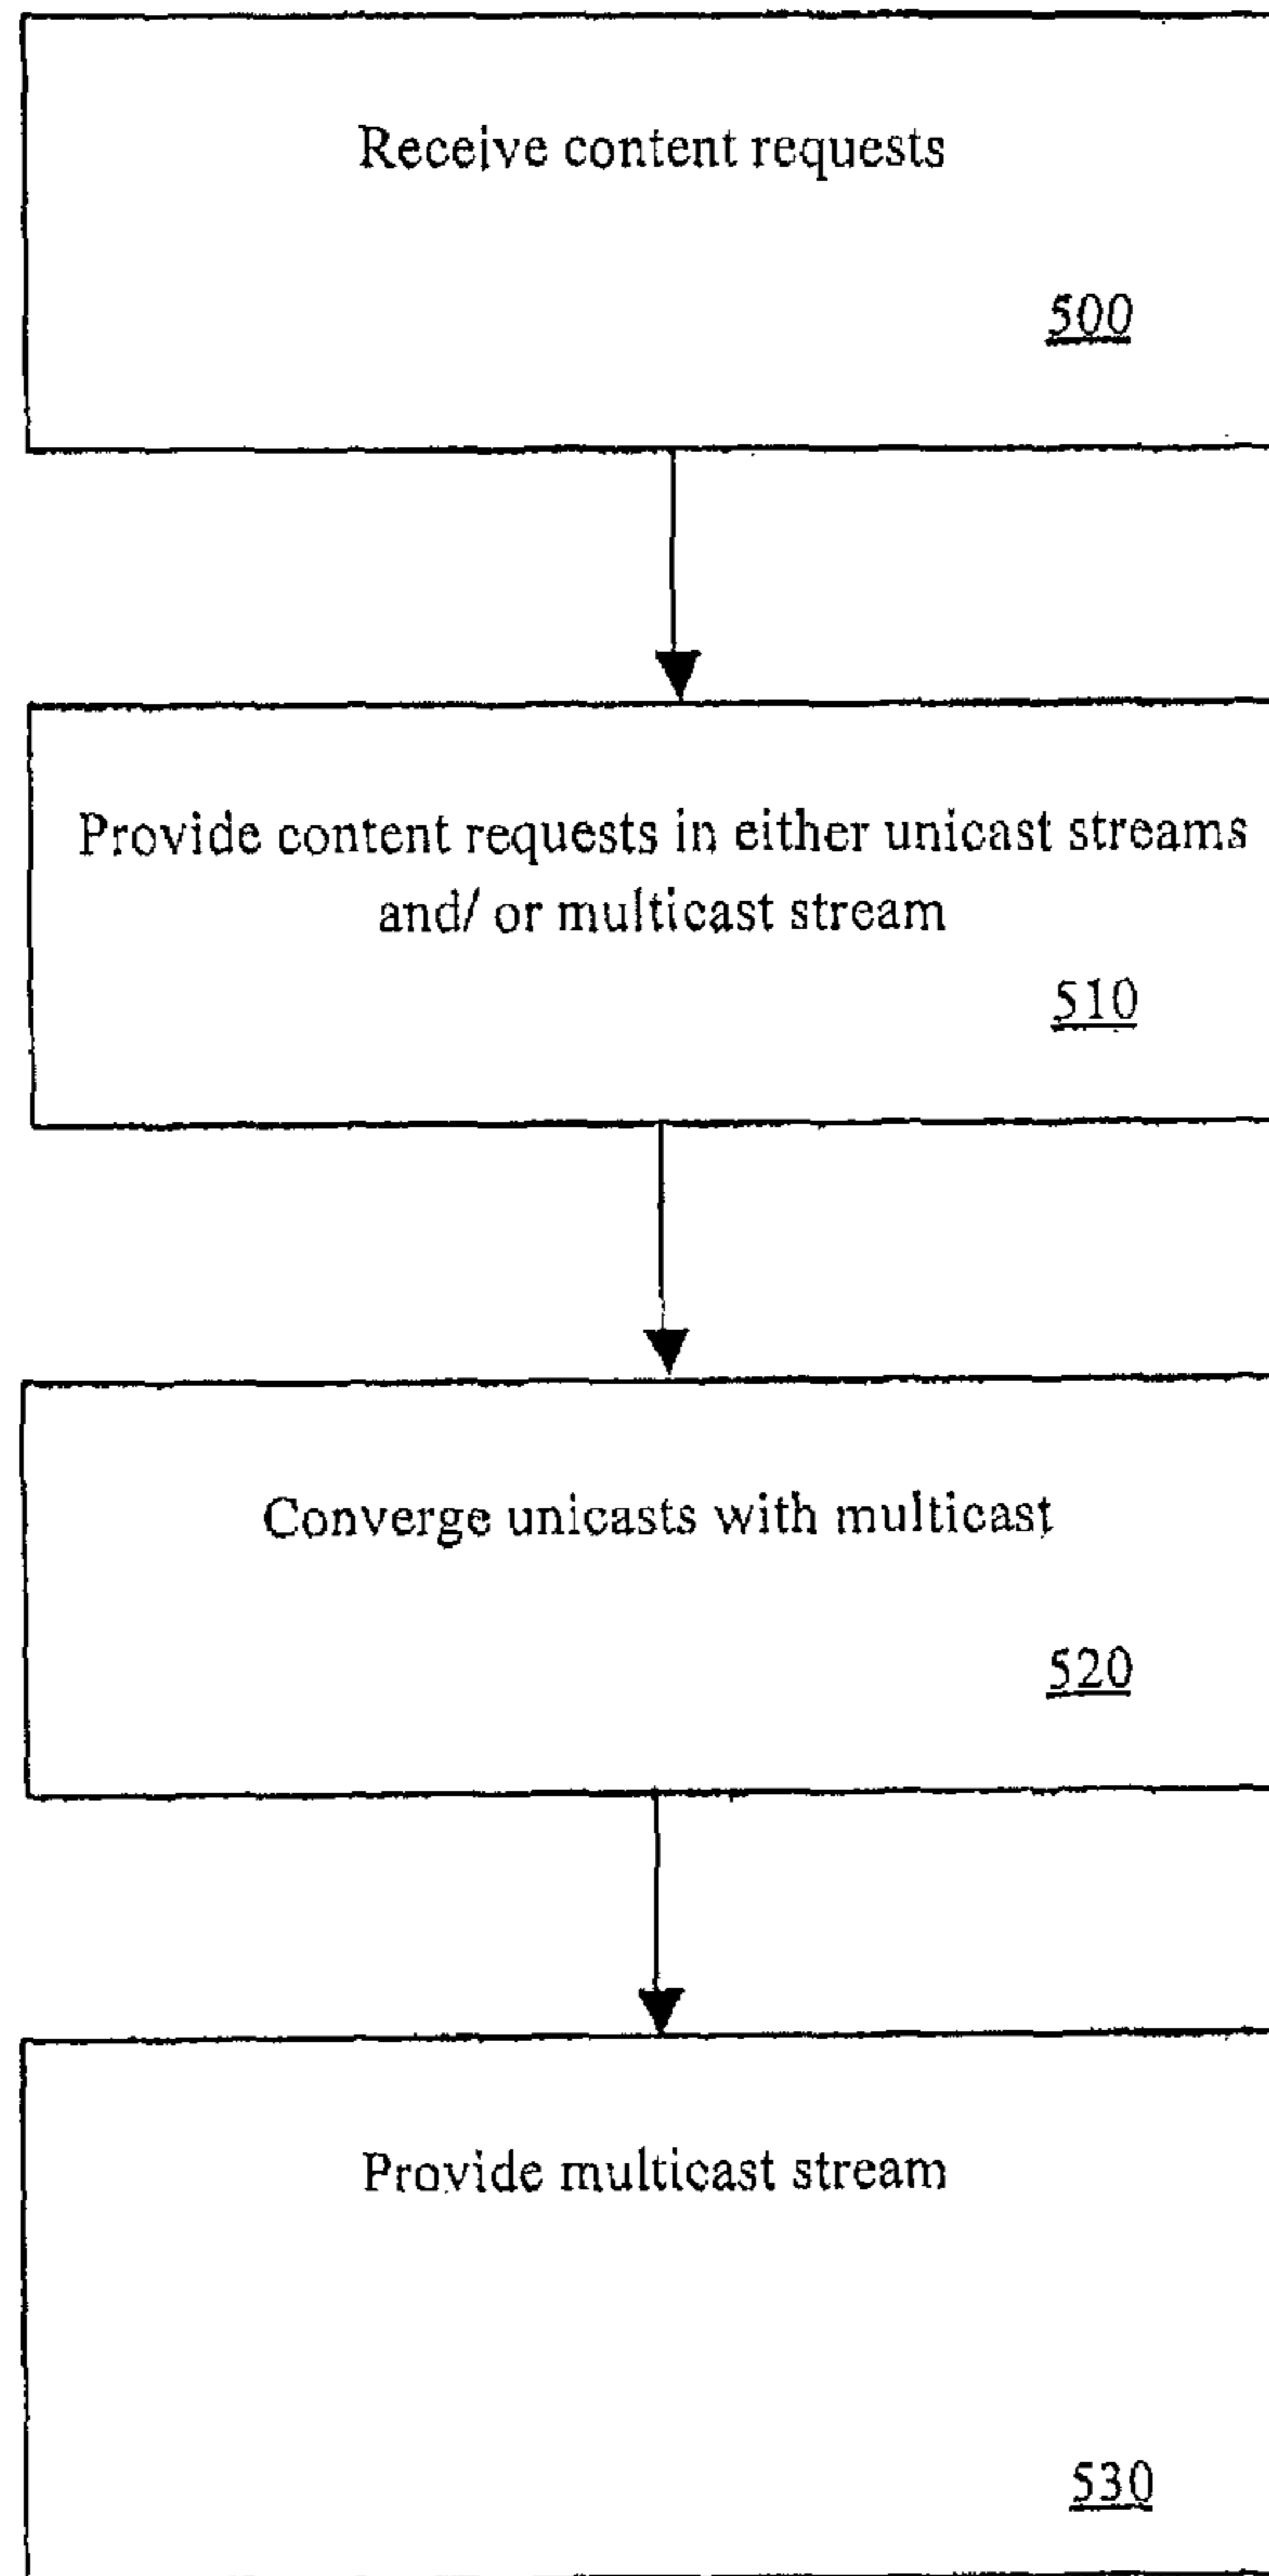 Receive content requests
500
Provide content requests in either unicast streams
and/ or multicast stream
510
Converge unicasts with multicast
520
Provide multicast stream
530